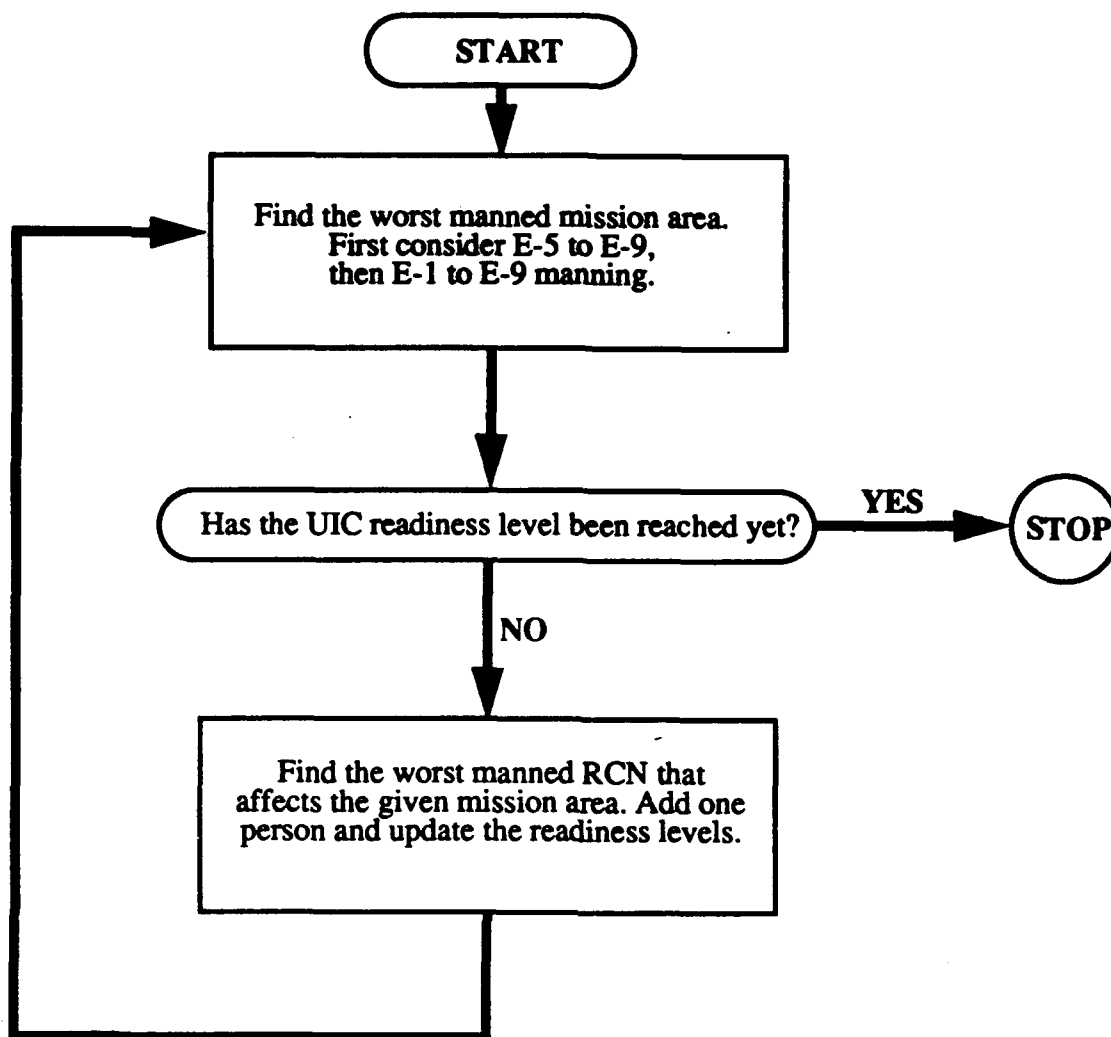 START
Find the worst manned mission area.
First consider E-5 to E-9,
then E-1 to E-9 manning.
Has the UIC readiness level been reached yet?
YES
STOP
NO
Find the worst manned RCN that
affects the given mission area. Add one
person and update the readiness levels.